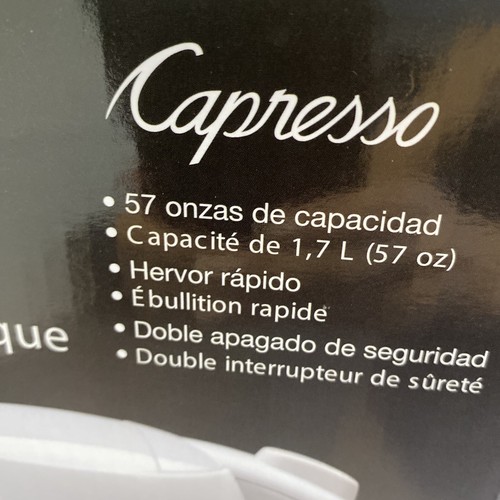 Capresso
• 57 onzas de capacidad
• Capacité de 1,7 L (57 oz)
• Hervor rápido
• Ébullition rapide
• Doble apagado de seguridad
• Double interrupteur de sûreté
que